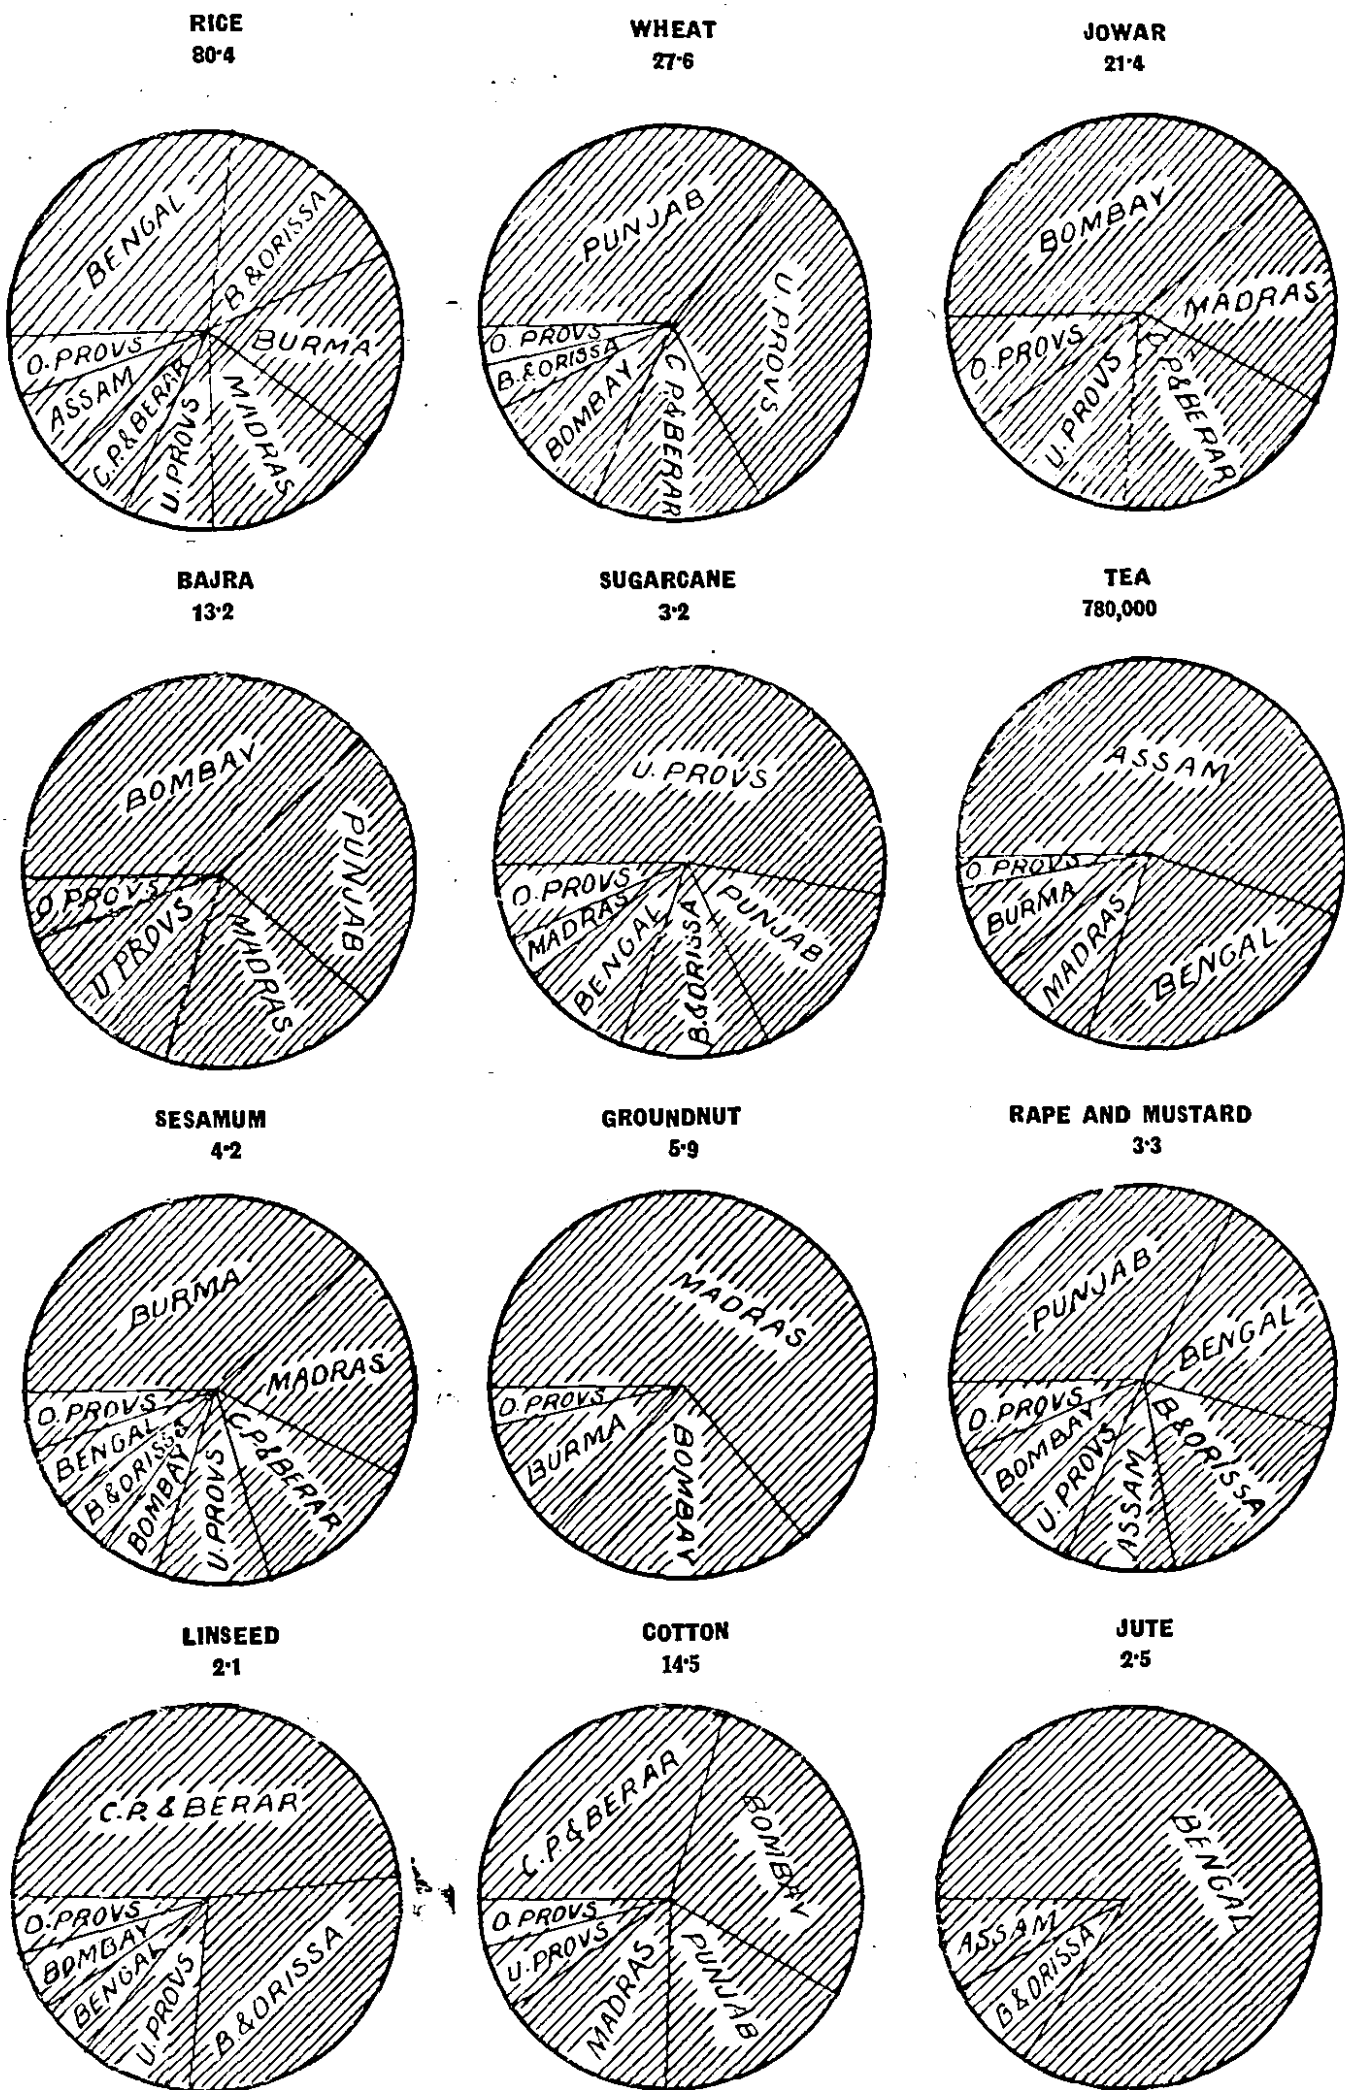 RICE
80·4
BENGAL
B & ORISSA
BURMA
MADRAS
U. PROVS
C.P. & BERAR
ASSAM
O. PROVS
WHEAT
27·6
PUNJAB
U. PROVS
C P. & BERAR
BOMBAY
B. & ORISSA
O. PROVS
JOWAR
21·4
BOMBAY
MADRAS
P & BERAR
U. PROVS
O. PROVS
BAJRA
13·2
BOMBAY
PUNJAB
MADRAS
U PROVS
O. PROVS
SUGARCANE
3·2
U. PROVS
PUNJAB
B. & ORISSA
BENGAL
MADRAS
O. PROVS
TEA
780,000
ASSAM
BENGAL
MADRAS
BURMA
O. PROVS
SESAMUM
4·2
BURMA
MADRAS
C.P & BERAR
U. PROVS
BOMBAY
B. & ORISSA
BENGAL
O. PROVS
GROUNDNUT
5·9
MADRAS
BOMBAY
BURMA
O. PROVS
RAPE AND MUSTARD
3·3
PUNJAB
BENGAL
B & ORISSA
ASSAM
U. PROVS
BOMBAY
O. PROVS
LINSEED
2·1
C.P. & BERAR
B. & ORISSA
U. PROVS
BENGAL
BOMBAY
O. PROVS
COTTON
14·5
C.P. & BERAR
BOMBAY
PUNJAB
MADRAS
U. PROVS
O. PROVS
JUTE
2·5
BENGAL
B & ORISSA
ASSAM